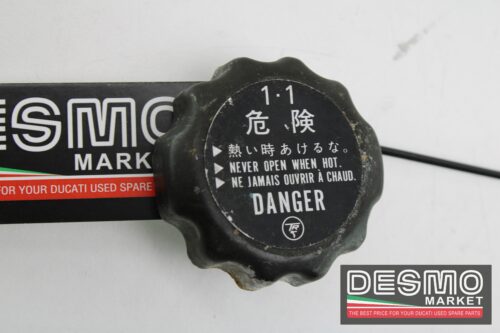 1·1
危険
▶熱い時あけるな。
▶NEVER OPEN WHEN HOT.
▶NE JAMAIS OUVRIR À CHAUD.
DANGER
ESMO
MARKET
FOR YOUR DUCATI USED SPARE
DESMO
MARKET
THE BEST PRICE FOR YOUR DUCATI USED SPARE PARTS